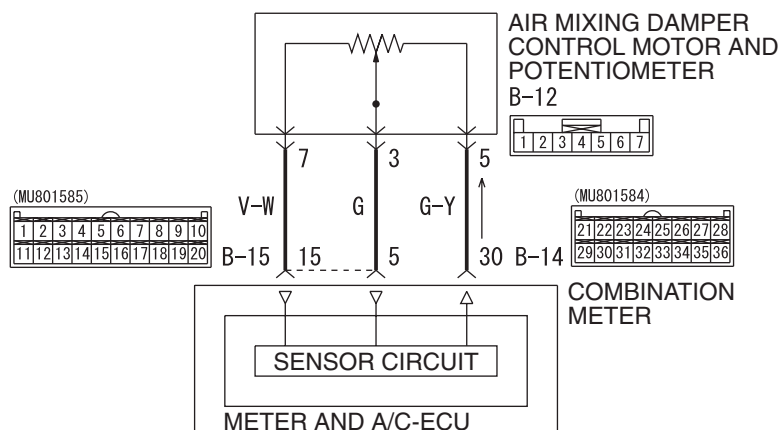 AIR MIXING DAMPER
CONTROL MOTOR AND
POTENTIOMETER
B-12
1 2 3 4 5 6 7
7 3 5
(MU801585)
1 2 3 4 5 6 7 8 9 10
11 12 13 14 15 16 17 18 19 20
V-W G G-Y
(MU801584)
21 22 23 24 25 26 27 28
29 30 31 32 33 34 35 36
B-15 15 5 30 B-14
COMBINATION
METER
SENSOR CIRCUIT
METER AND A/C-ECU